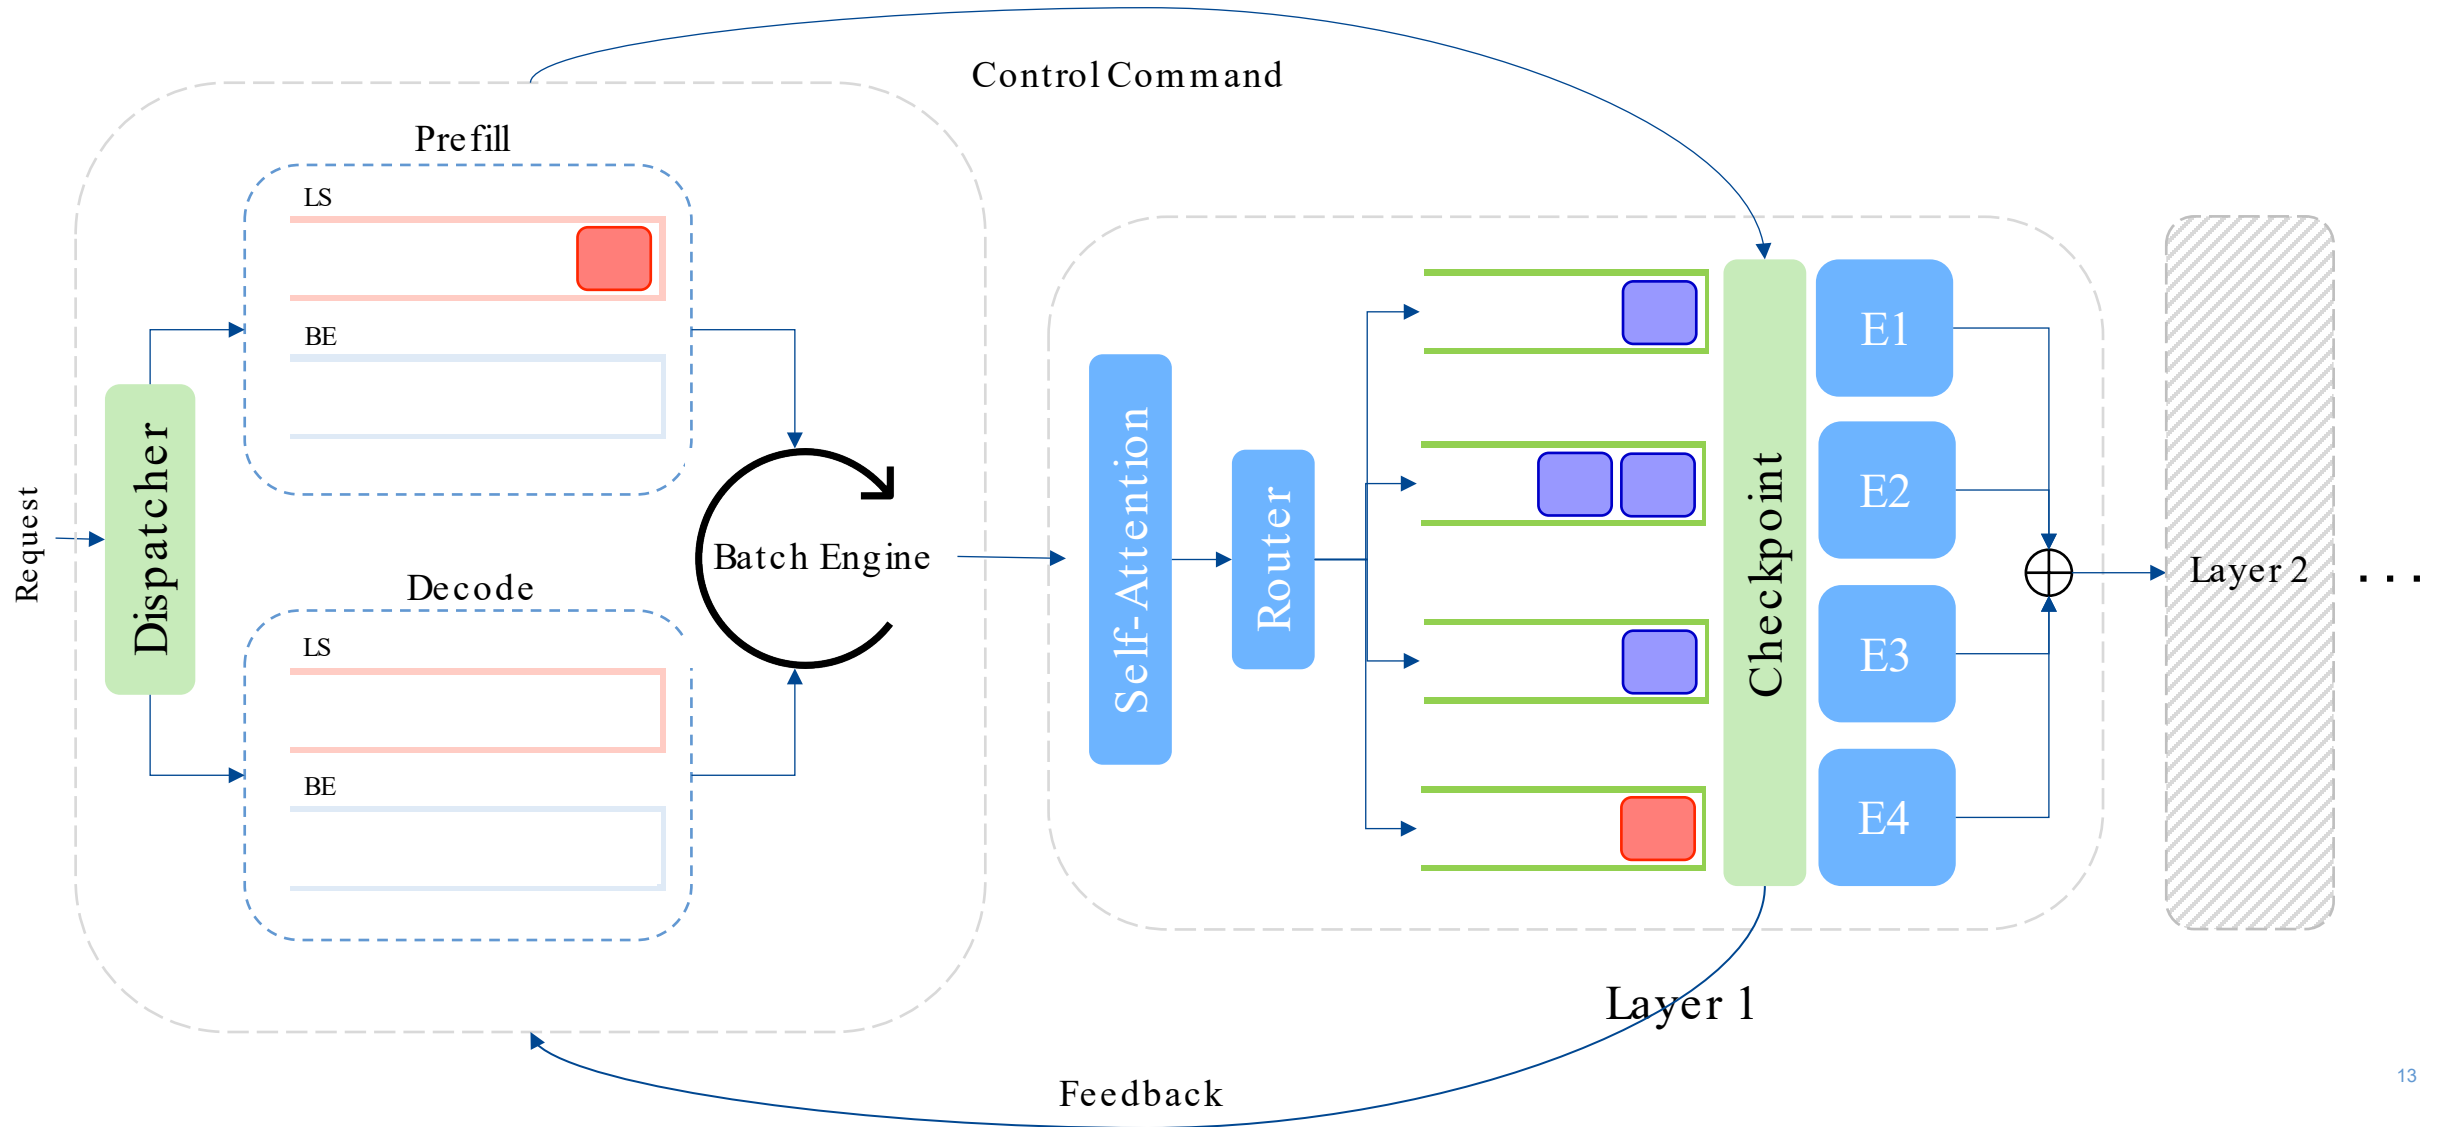 Control Command
Prefill
LS
BE
Request
Dispatcher
Batch Engine
Decode
LS
BE
Self-Attention
Router
Checkpoint
E1
E2
E3
E4
Layer 2
...
Layer 1
Feedback
13